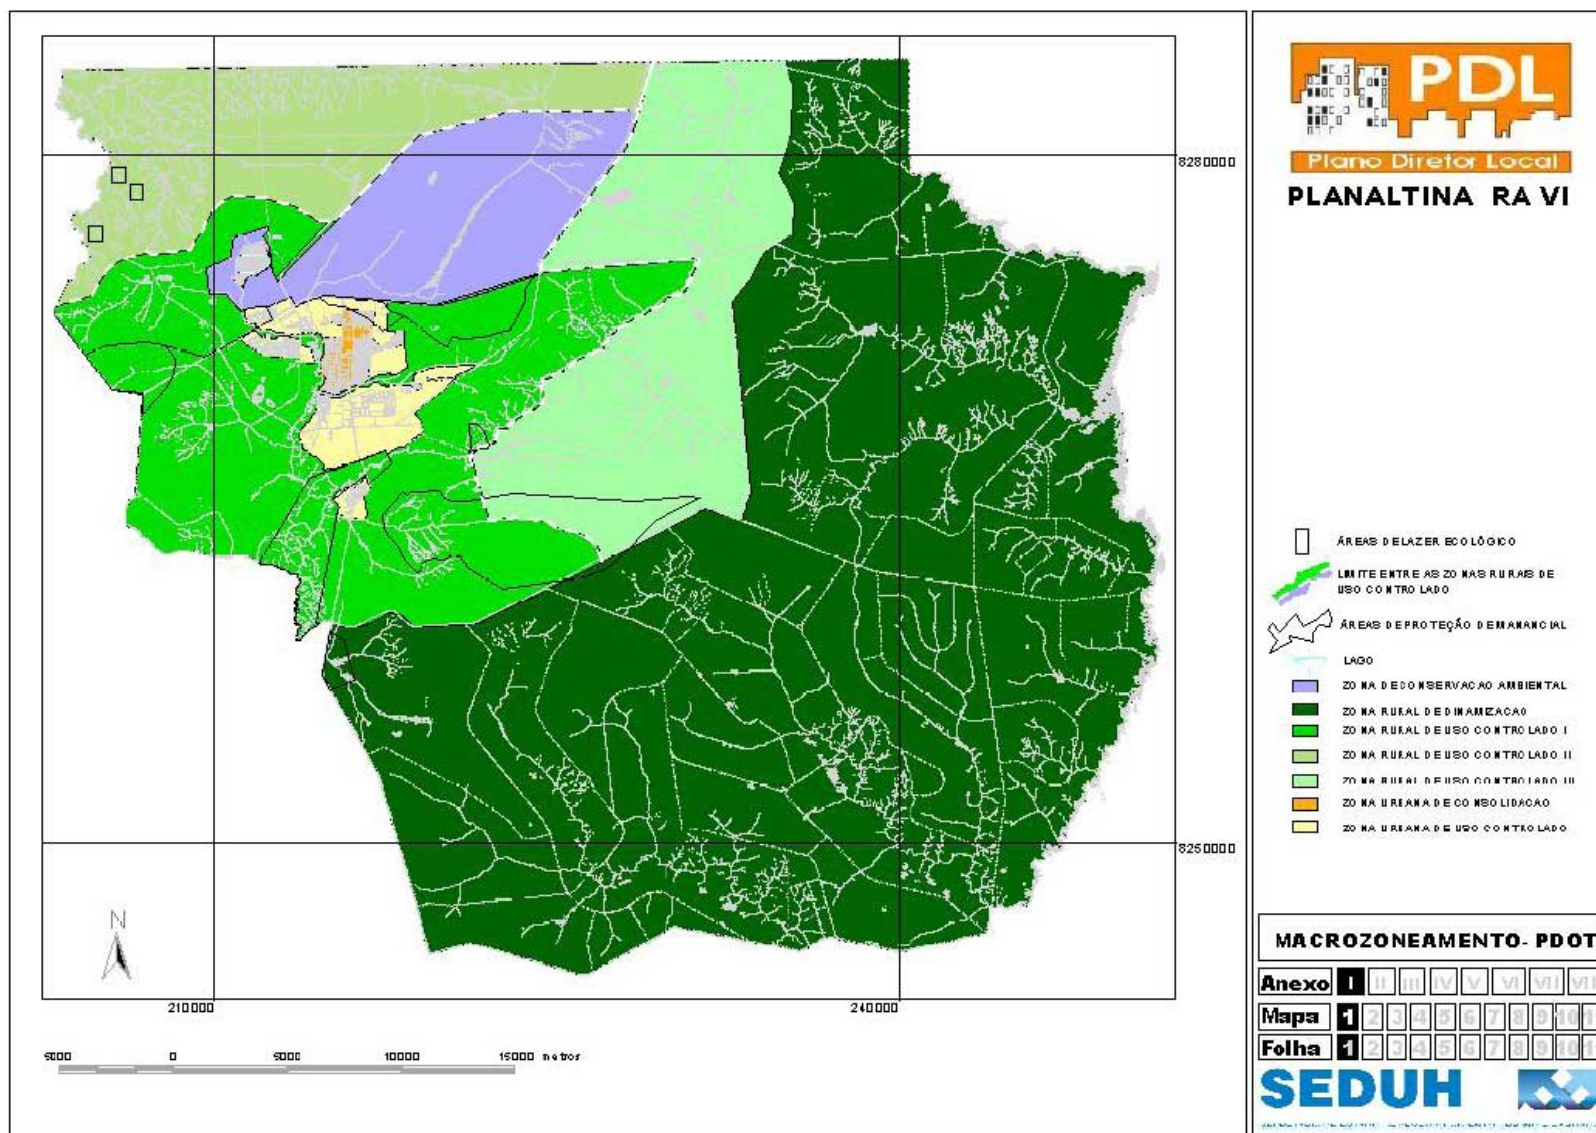 PDL
Plano Diretor Local
PLANALTINA RA VI
8280000
8250000
210000
240000
N
5000 0 5000 10000 15000 metros
ÁREAS DE LAZER ECOLÓGICO
LIMITE ENTRE AS ZONAS RURAIS DE
USO CONTROLADO
ÁREAS DE PROTEÇÃO DE MANANCIAL
LAGO
ZONA DE CONSERVACAO AMBIENTAL
ZONA RURAL DE DINAMIZACAO
ZONA RURAL DE USO CONTROLADO I
ZONA RURAL DE USO CONTROLADO II
ZONA RURAL DE USO CONTROLADO III
ZONA URBANA DE CONSOLIDACAO
ZONA URBANA DE USO CONTROLADO
MACROZONEAMENTO- PDOT
Anexo I II III IV V VI VII VII
Mapa 1 2 3 4 5 6 7 8 9 10
Folha 1 2 3 4 5 6 7 8 9 10
SEDUH